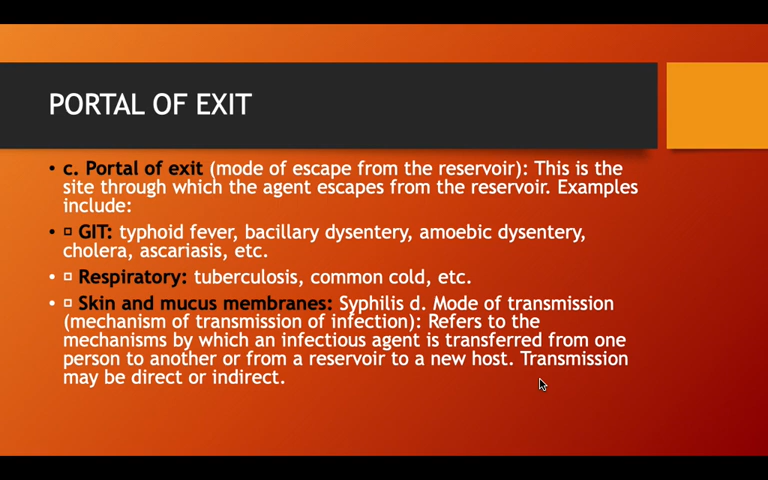 PORTAL OF EXIT
• c. Portal of exit (mode of escape from the reservoir): This is the
site through which the agent escapes from the reservoir. Examples
include:
• ▫ GIT: typhoid fever, bacillary dysentery, amoebic dysentery,
cholera, ascariasis, etc.
• ▫ Respiratory: tuberculosis, common cold, etc.
• ▫ Skin and mucus membranes: Syphilis d. Mode of transmission
(mechanism of transmission of infection): Refers to the
mechanisms by which an infectious agent is transferred from one
person to another or from a reservoir to a new host. Transmission
may be direct or indirect.